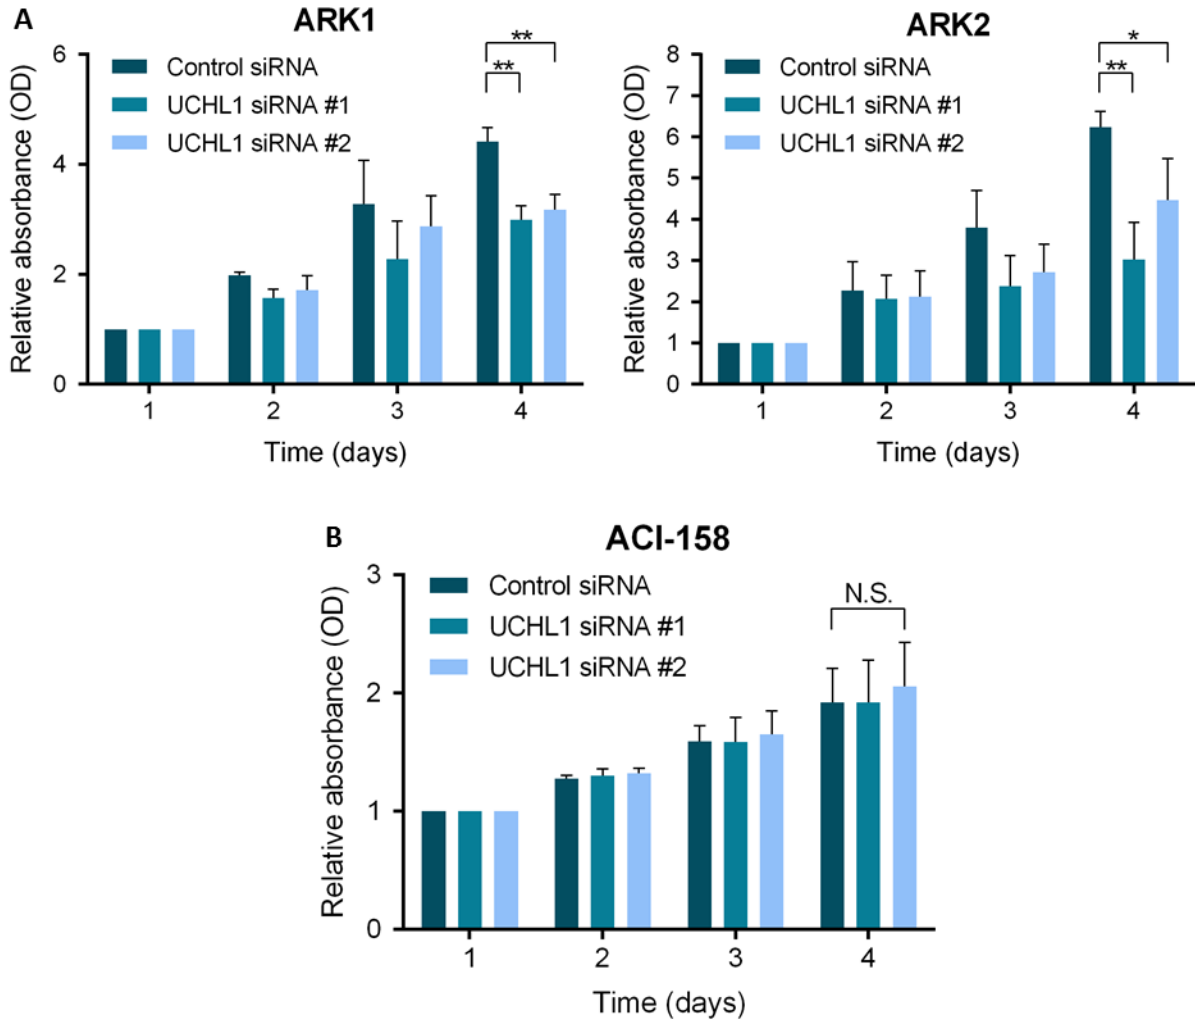 A
ARK1
Relative absorbance (OD)
6
4
2
0
Control siRNA
UCHL1 siRNA #1
UCHL1 siRNA #2
**
**
1 2 3 4
Time (days)
ARK2
Relative absorbance (OD)
8
7
6
5
4
3
2
1
0
Control siRNA
UCHL1 siRNA #1
UCHL1 siRNA #2
*
**
1 2 3 4
Time (days)
B
ACI-158
Relative absorbance (OD)
3
2
1
0
Control siRNA
UCHL1 siRNA #1
UCHL1 siRNA #2
N.S.
1 2 3 4
Time (days)